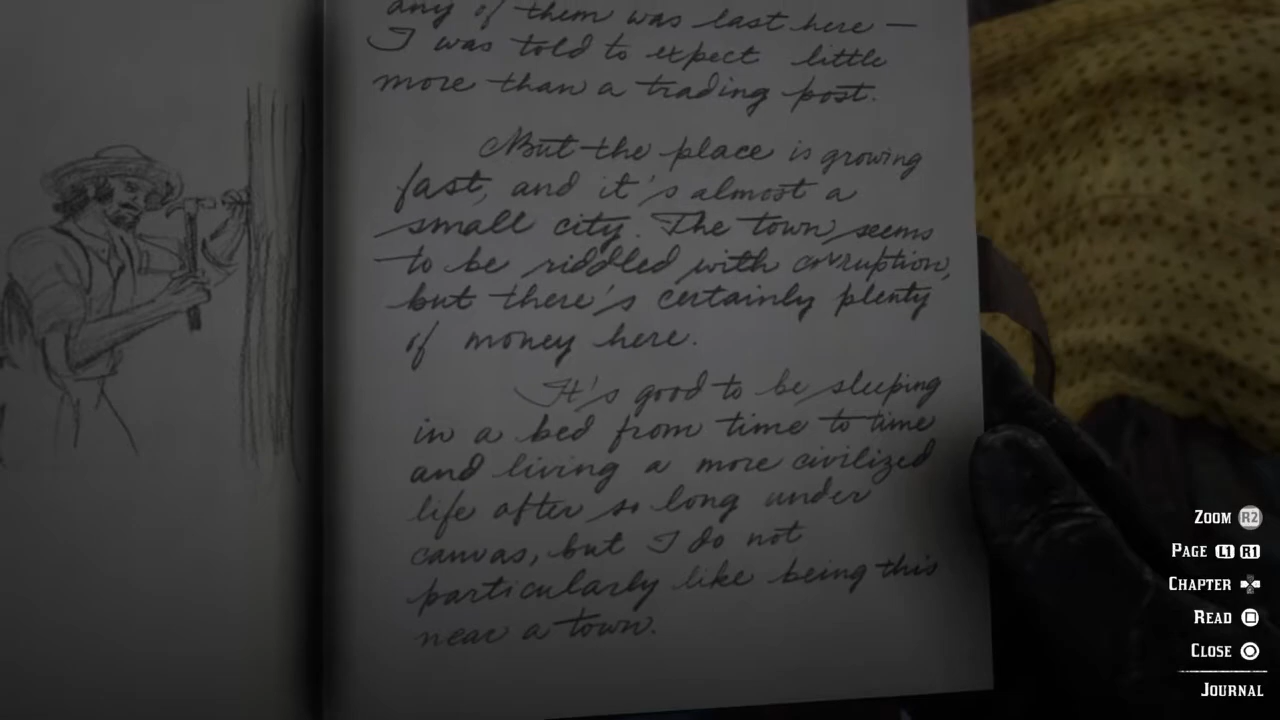 any of them was last here —
I was told to expect little
more than a trading post.
But the place is growing
fast, and it's almost a
small city. The town seems
to be riddled with corruption,
but there's certainly plenty
of money here.
It's good to be sleeping
in a bed from time to time
and living a more civilized
life after so long under
canvas, but I do not
particularly like being this
near a town.
ZOOM R2
PAGE L1 R1
CHAPTER
READ
CLOSE
JOURNAL